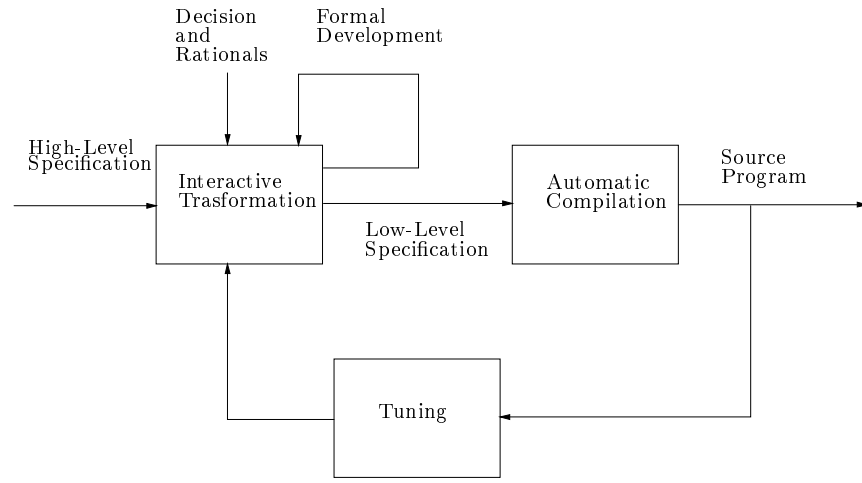 Decision
and
Rationals
Formal
Development
High-Level
Specification
Interactive
Trasformation
Automatic
Compilation
Source
Program
Low-Level
Specification
Tuning